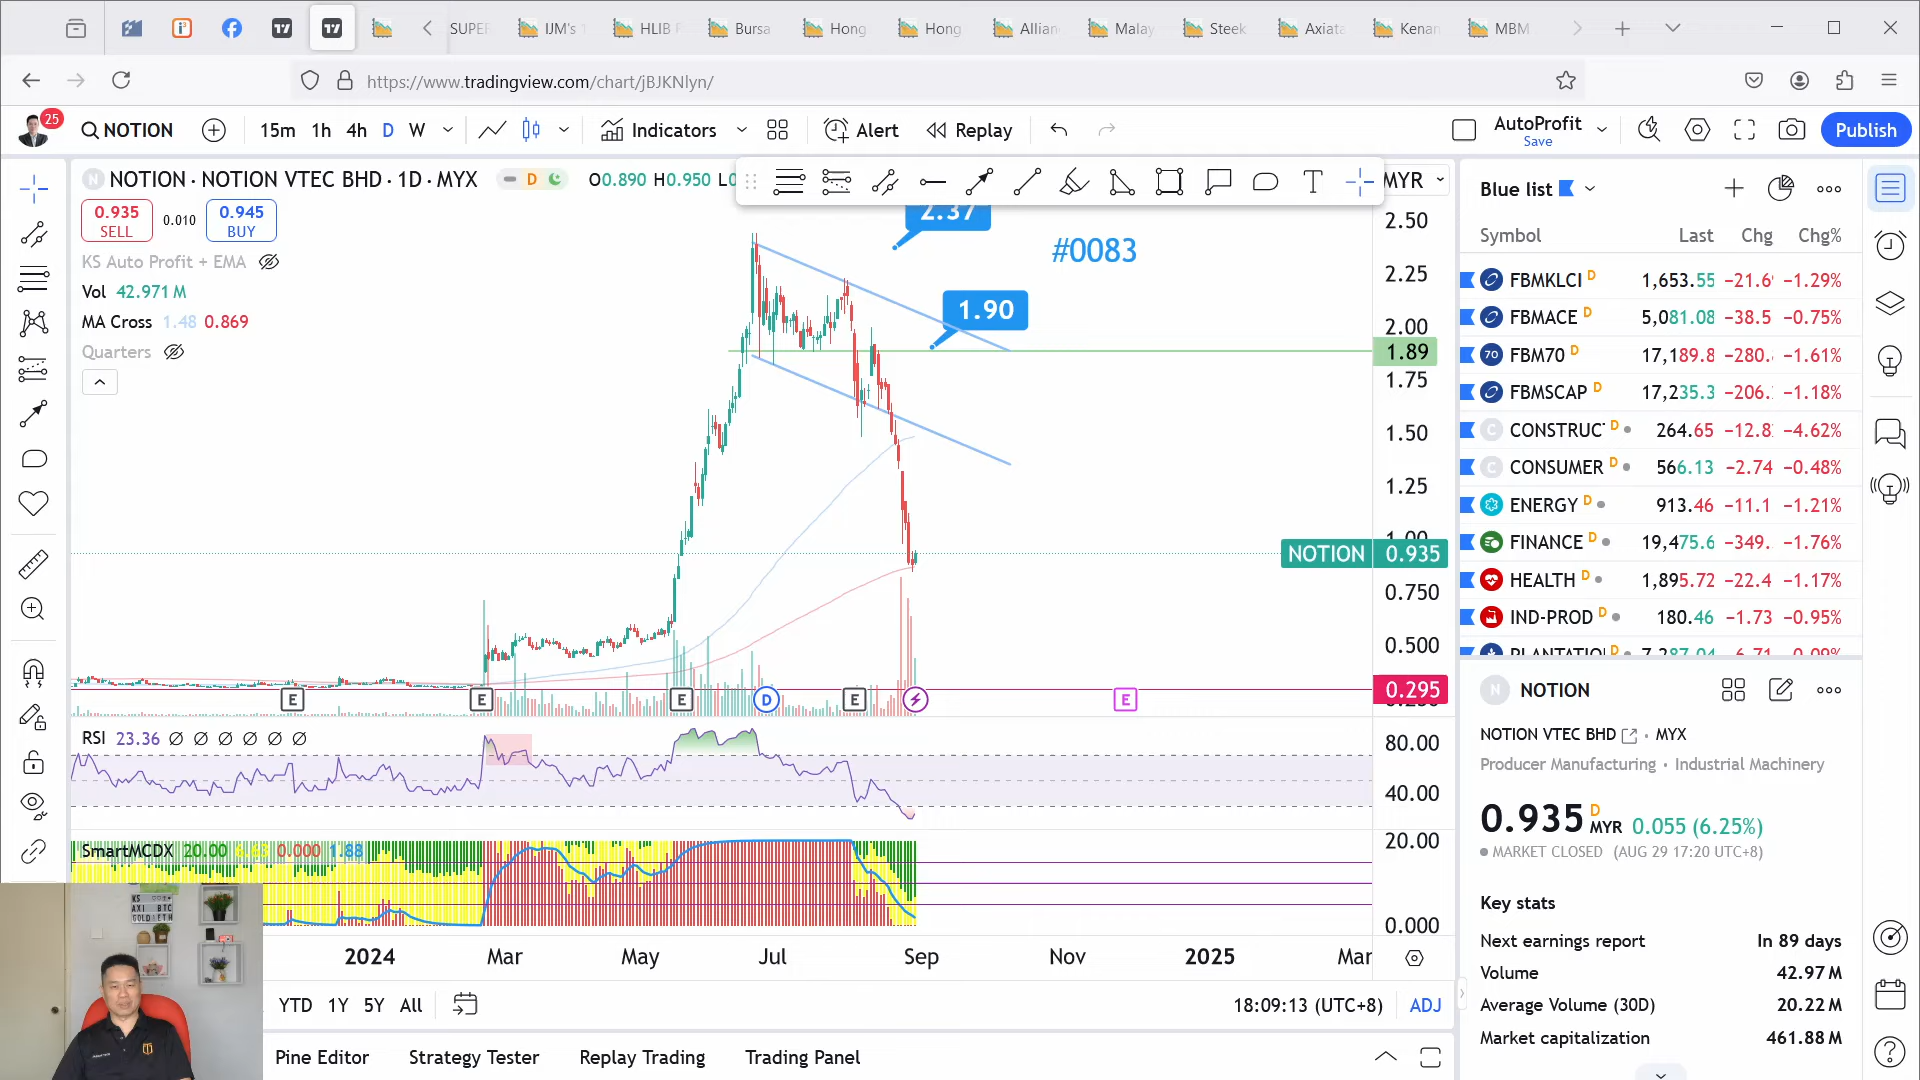 SUPER
IJM's
HLIB
Bursa
Hong
Hong
Allian
Malay
Steek
Axiata
Kenan
MBM
https://www.tradingview.com/chart/jBJKNlyn/
25
NOTION
15m 1h 4h D W
Indicators
Alert
Replay
AutoProfit
Save
Publish
NOTION · NOTION VTEC BHD · 1D · MYX
D
O0.890 H0.950
MYR
0.935
SELL
0.010
0.945
BUY
KS Auto Profit + EMA
Vol 42.971 M
MA Cross 1.48 0.869
Quarters
2.37
#0083
1.90
2.50
2.25
2.00
1.89
1.75
1.50
1.25
1.00
NOTION 0.935
0.750
0.500
0.295
E
E
E
D
E
E
RSI 23.36 ∅ ∅ ∅ ∅ ∅ ∅
80.00
40.00
SmartMCDX 20.00 0.000 1.88
20.00
0.000
2024 Mar May Jul Sep Nov 2025 Mar
YTD 1Y 5Y All
18:09:13 (UTC+8) ADJ
Pine Editor Strategy Tester Replay Trading Trading Panel
KS
AXI BTC
GOLD ETH
Blue list
Symbol Last Chg Chg%
FBMKLCI D 1,653.55 −21.6 −1.29%
FBMACE D 5,081.08 −38.5 −0.75%
70 FBM70 D 17,189.8 −280. −1.61%
FBMSCAP D 17,235.3 −206. −1.18%
C CONSTRUC D 264.65 −12.8 −4.62%
C CONSUMER D 566.13 −2.74 −0.48%
ENERGY D 913.46 −11.1 −1.21%
FINANCE D 19,475.6 −349. −1.76%
HEALTH D 1,895.72 −22.4 −1.17%
IND-PROD D 180.46 −1.73 −0.95%
N NOTION
NOTION VTEC BHD · MYX
Producer Manufacturing · Industrial Machinery
0.935 D MYR 0.055 (6.25%)
MARKET CLOSED (AUG 29 17:20 UTC+8)
Key stats
Next earnings report In 89 days
Volume 42.97 M
Average Volume (30D) 20.22 M
Market capitalization 461.88 M